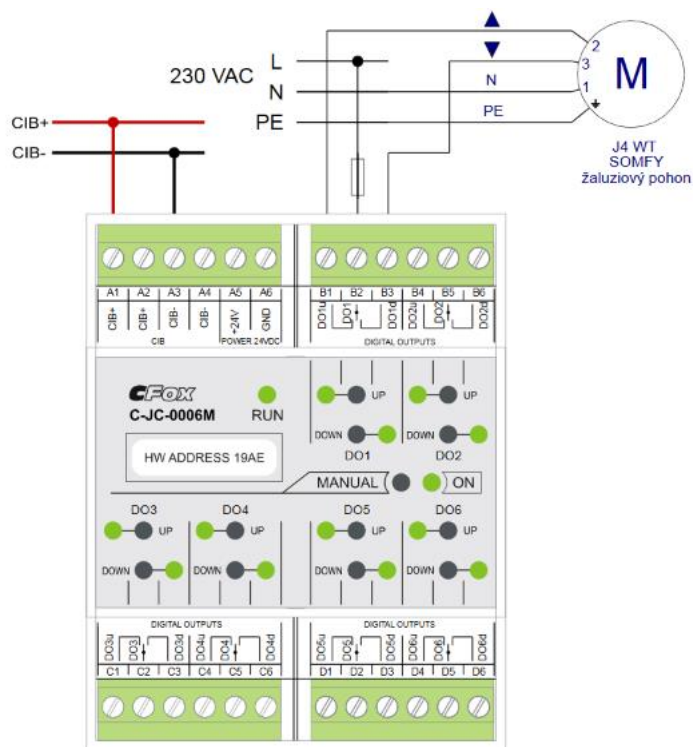 2
L
3
M
230 VAC
N
N
1
CIB+
PE
PE
CIB-
J4 WT
SOMFY
žaluziový pohon
A1 A2 A3 A4 A5 A6
B1 B2 B3 B4 B5 B6
CIB+ CIB+ CIB- CIB- +24V GND
DO1u DO1 DO1d DO2u DO2 DO2d
CIB POWER 24VDC
DIGITAL OUTPUTS
CFox
C-JC-0006M
RUN
UP UP
DOWN DOWN
HW ADDRESS 19AE
DO1 DO2
MANUAL ON
DO3 DO4 DO5 DO6
UP UP UP UP
DOWN DOWN DOWN DOWN
DIGITAL OUTPUTS
DIGITAL OUTPUTS
DO3u DO3 DO3d DO4u DO4 DO4d
DO5u DO5 DO5d DO6u DO6 DO6d
C1 C2 C3 C4 C5 C6
D1 D2 D3 D4 D5 D6